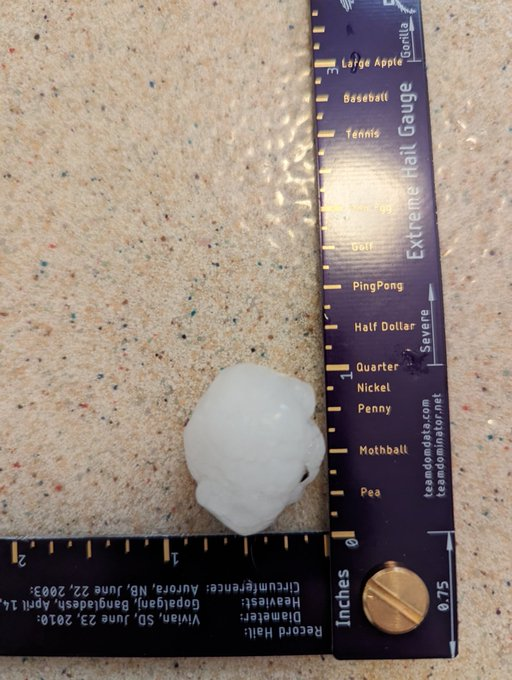 Gorilla
3
Large Apple
Baseball
Tennis
Golf
PingPong
Half Dollar
1
Quarter
Nickel
Penny
Mothball
Pea
0
Extreme Hail Gauge
Severe
teamdomdata.com
teamdominator.net
Inches
0.75
2
1
Record Hail:
Diameter:
Vivian, SD, June 23, 2010:
Heaviest:
Gopalganj, Bangladesh, April 14,
Circumference:
Aurora, NB, June 22, 2003: